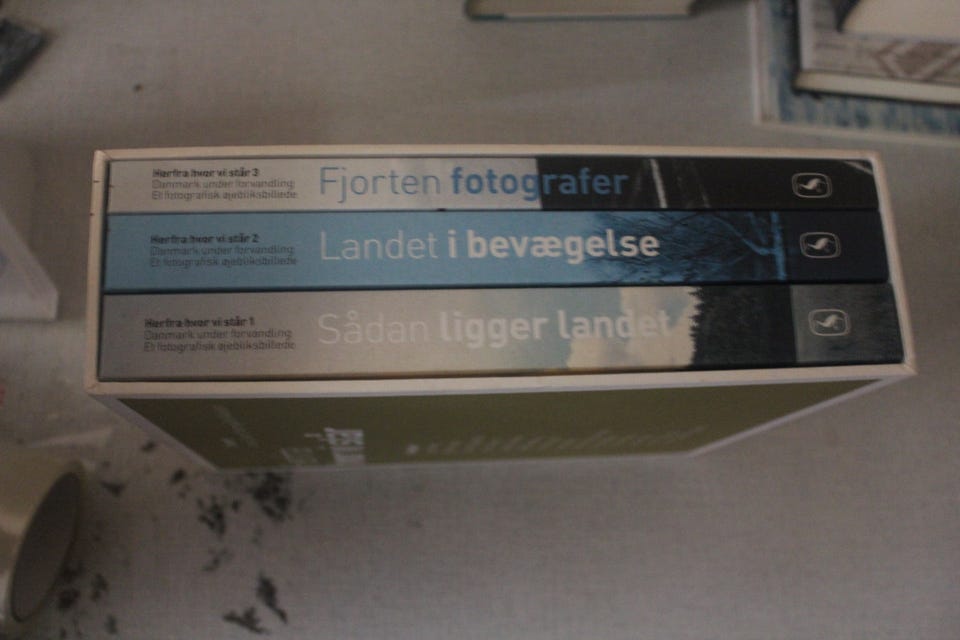 Herfra hvor vi står 3
Danmark under forvandling
Et fotografisk øjebliksbillede
Fjorten fotografer
Herfra hvor vi står 2
Danmark under forvandling
Et fotografisk øjebliksbillede
Landet i bevægelse
Herfra hvor vi står 1
Danmark under forvandling
Et fotografisk øjebliksbillede
Sådan ligger landet